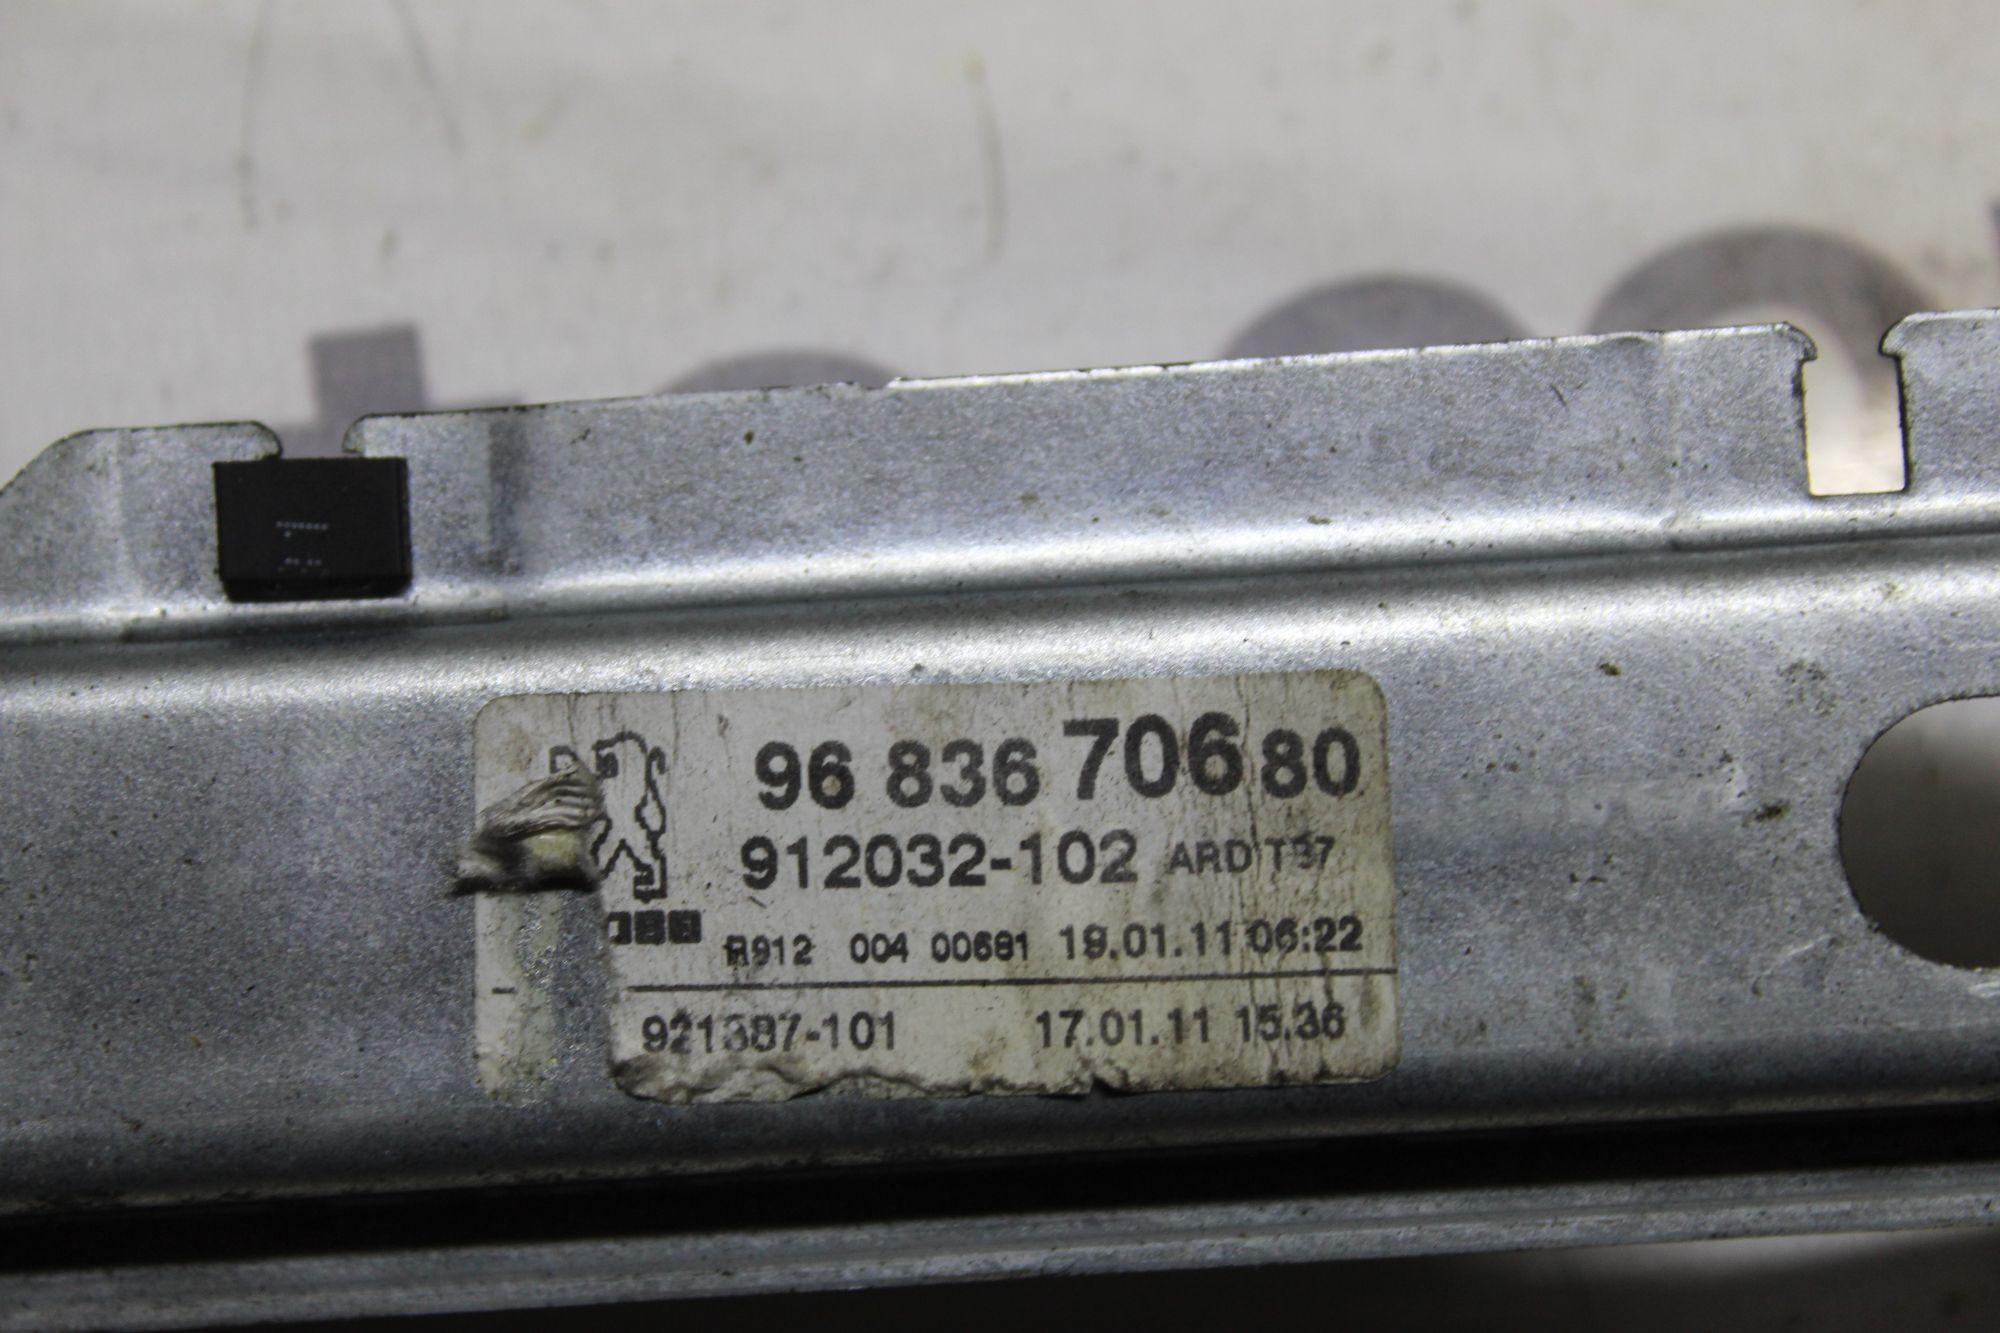 96 836 706 80
912032-102 ARD T
R912 004 00681 19.01.11 06:22
921387-101 17.01.11 15:36